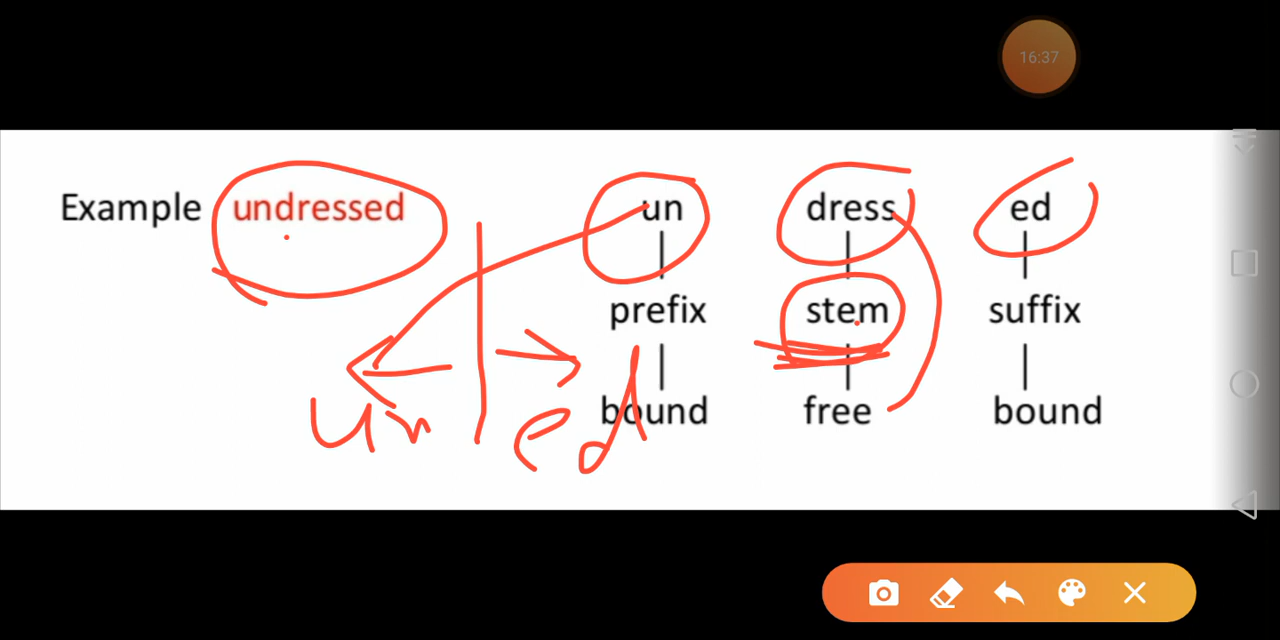 16:37
Example undressed un dress ed
prefix stem suffix
bound free bound
un ed